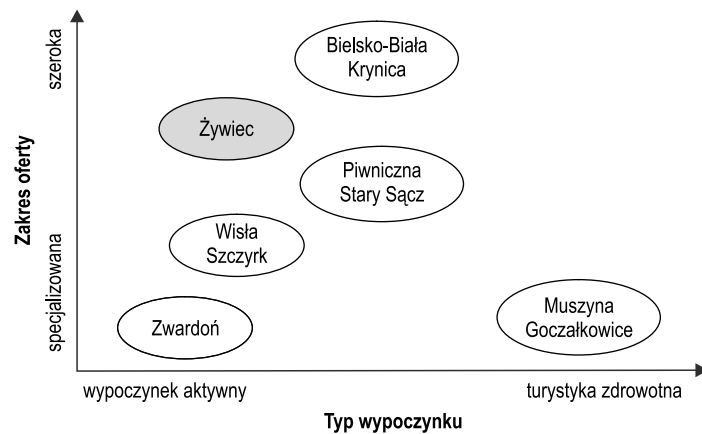 szeroka
Zakres oferty
specjalizowana
Bielsko-Biała
Krynica
Żywiec
Piwniczna
Stary Sącz
Wisła
Szczyrk
Zwardoń
Muszyna
Goczałkowice
wypoczynek aktywny
turystyka zdrowotna
Typ wypoczynku